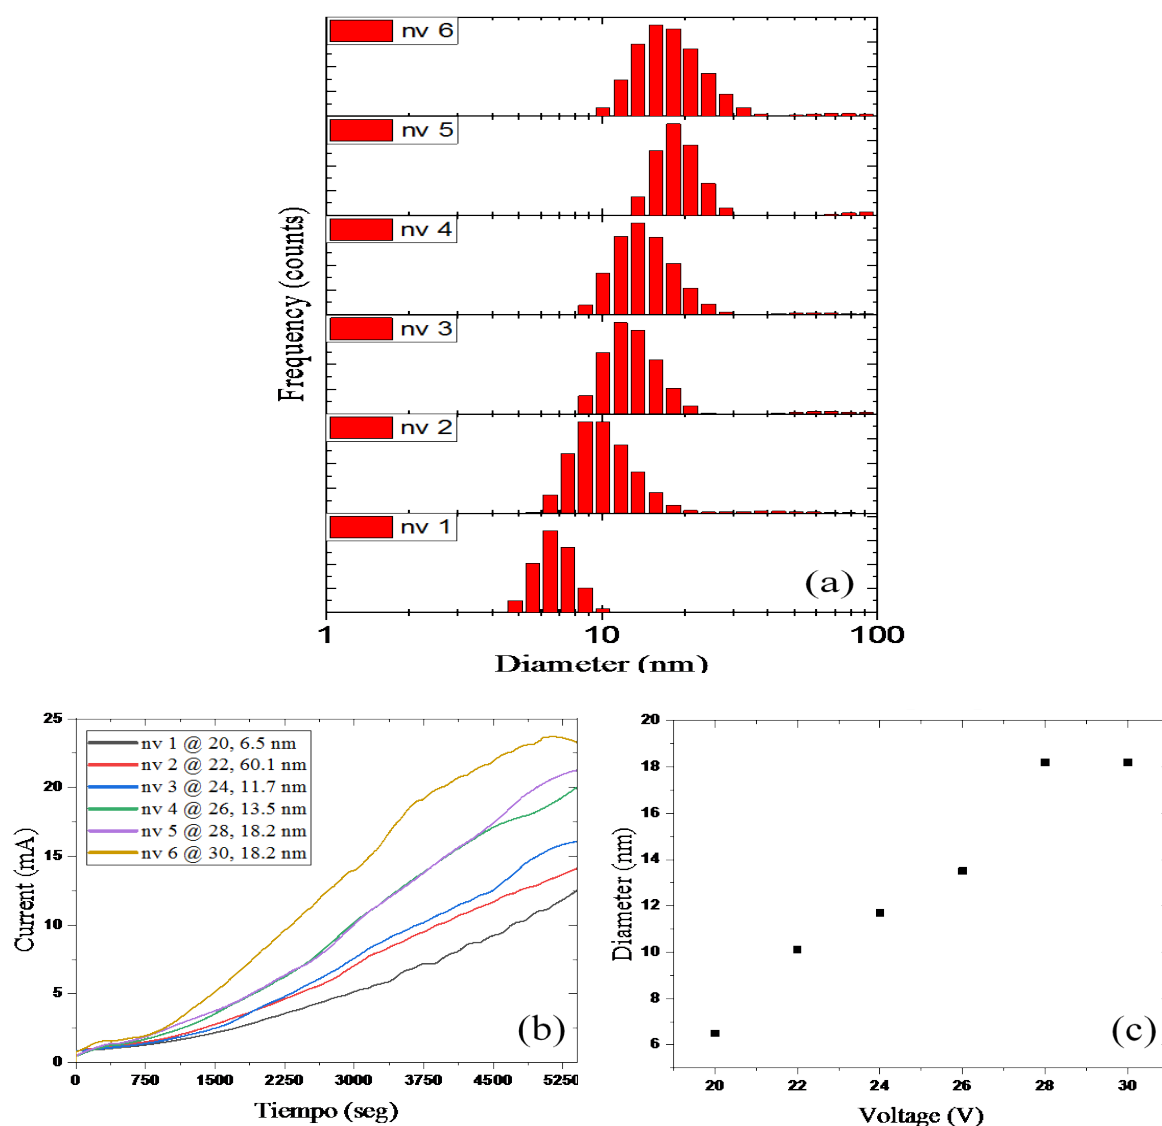 nv 6
nv 5
nv 4
nv 3
nv 2
nv 1
Frequency (counts)
(a)
1 10 100
Diameter (nm)
25
20
15
10
5
0
Current (mA)
nv 1 @ 20, 6.5 nm
nv 2 @ 22, 60.1 nm
nv 3 @ 24, 11.7 nm
nv 4 @ 26, 13.5 nm
nv 5 @ 28, 18.2 nm
nv 6 @ 30, 18.2 nm
(b)
0 750 1500 2250 3000 3750 4500 5250
Tiempo (seg)
20
18
16
14
12
10
8
6
Diameter (nm)
(c)
20 22 24 26 28 30
Voltage (V)